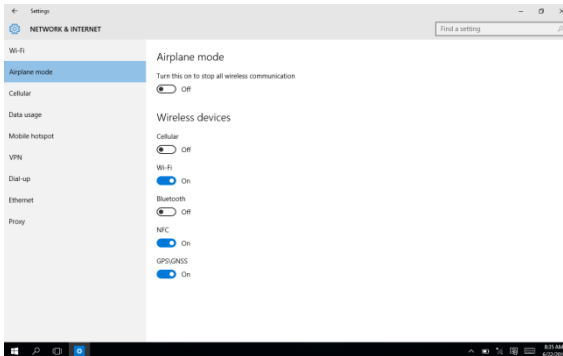 Settings
NETWORK & INTERNET
Find a setting
Wi-Fi
Airplane mode
Cellular
Data usage
Mobile hotspot
VPN
Dial-up
Ethernet
Proxy
Airplane mode
Turn this on to stop all wireless communication
Off
Wireless devices
Cellular
Off
Wi-Fi
On
Bluetooth
Off
NFC
On
GPS\GNSS
On
8:35 AM